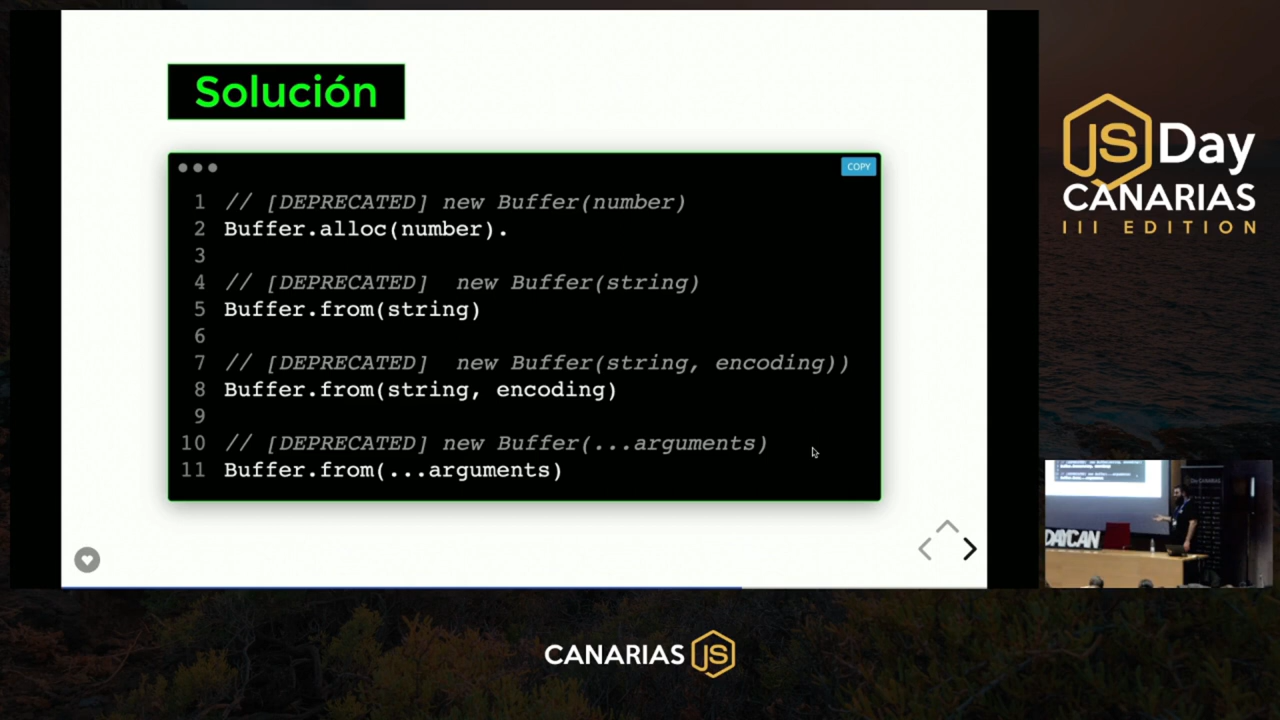 Solución
COPY
1 // [DEPRECATED] new Buffer(number)
2 Buffer.alloc(number).
3
4 // [DEPRECATED]  new Buffer(string)
5 Buffer.from(string)
6
7 // [DEPRECATED]  new Buffer(string, encoding))
8 Buffer.from(string, encoding)
9
10 // [DEPRECATED] new Buffer(...arguments)
11 Buffer.from(...arguments)
JS Day
CANARIAS
III EDITION
DAYCAN
CANARIAS JS